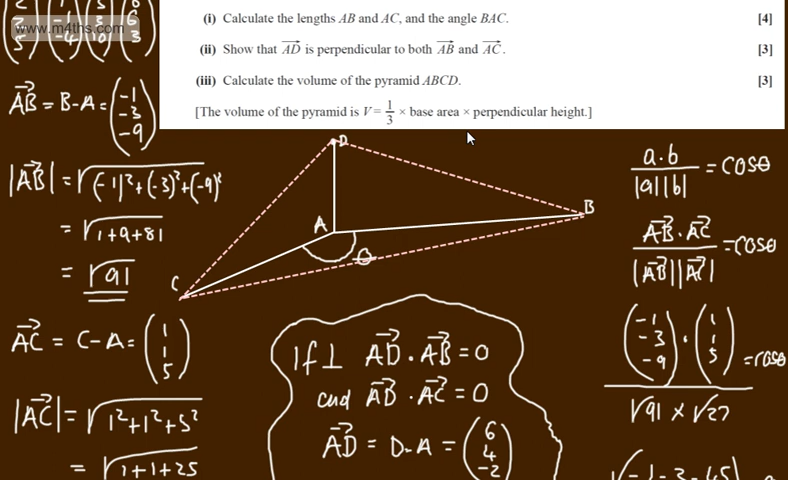 www.m4ths.com
(i) Calculate the lengths AB and AC, and the angle BAC. [4]
(ii) Show that AD⃗ is perpendicular to both AB⃗ and AC⃗. [3]
(iii) Calculate the volume of the pyramid ABCD. [3]
[The volume of the pyramid is V = 1/3 × base area × perpendicular height.]
AB⃗ = B-A = (-1 -3 -9)
|AB⃗| = √(-1)²+(-3)²+(-9)²
= √1+9+81
= √91
AC⃗ = C-A = (1 1 5)
|AC⃗| = √1²+1²+5²
= √1+1+25
D
A
B
C
θ
If ⊥ AD⃗ . AB⃗ = 0
and AD⃗ . AC⃗ = 0
AD⃗ = D-A = (6 4 -2)
a.b / |a||b| = cosθ
AB⃗ . AC⃗ / |AB⃗||AC⃗| = cosθ
(-1 -3 -9) . (1 1 5) / √91 × √27 = cosθ